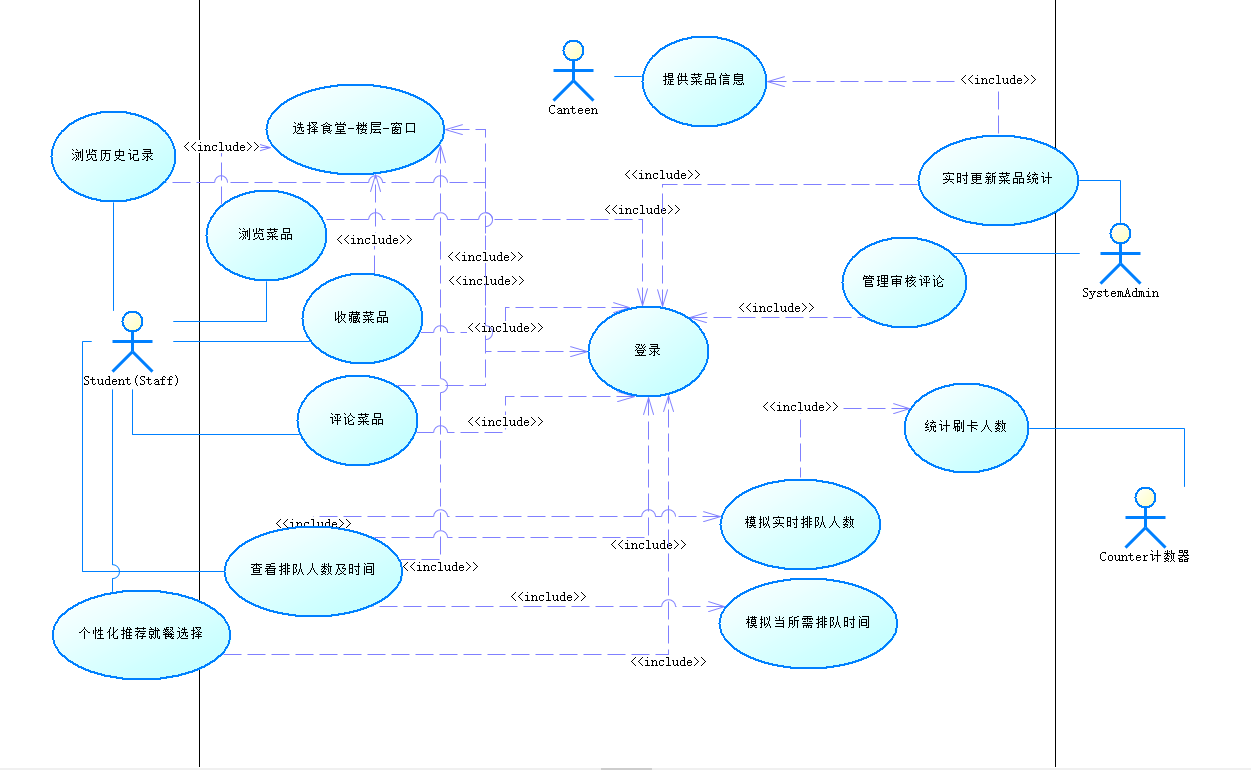 提供菜品信息
<<include>>
Canteen
选择食堂-楼层-窗口
<<include>>
浏览历史记录
<<include>>
实时更新菜品统计
<<include>>
浏览菜品
<<include>>
<<include>>
<<include>>
管理审核评论
SystemAdmin
<<include>>
收藏菜品
<<include>>
<<include>>
登录
Student(Staff)
<<include>>
评论菜品
<<include>>
统计刷卡人数
<<include>>
模拟实时排队人数
<<include>>
Counter计数器
查看排队人数及时间
<<include>>
<<include>>
模拟当所需排队时间
个性化推荐就餐选择
<<include>>